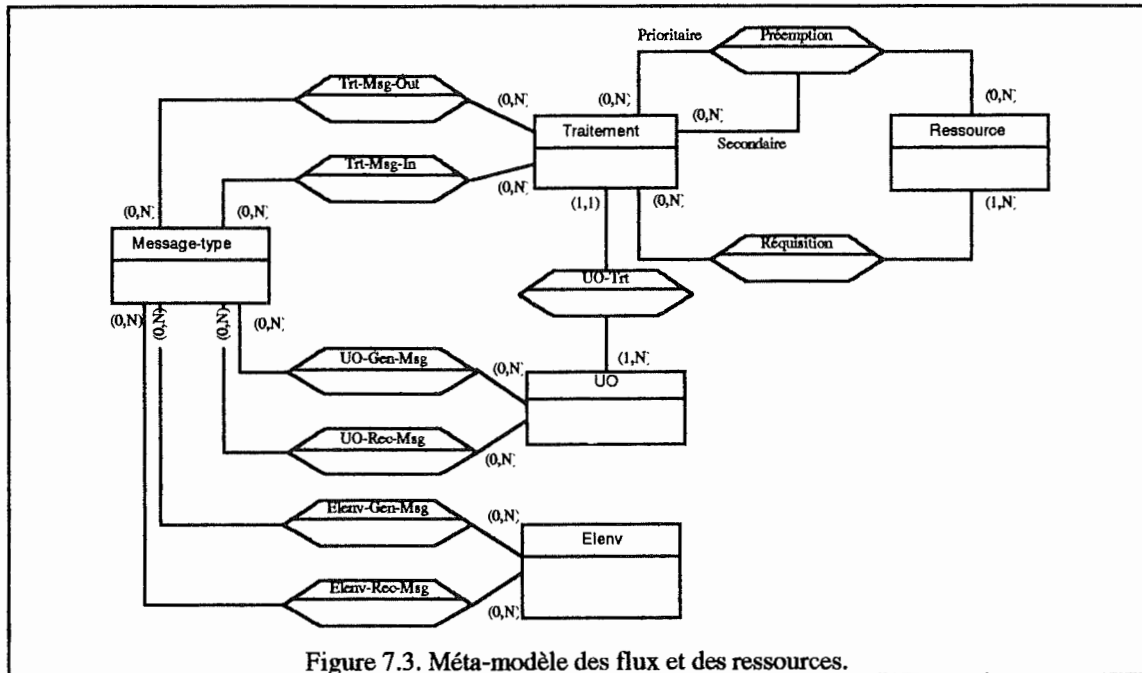 Prioritaire
Préemption
Trt-Msg-Out
(0,N)
(0,N)
(0,N)
(0,N)
Traitement
Ressource
Secondaire
Trt-Msg-In
(0,N)
(1,1)
(0,N)
(1,N)
(0,N)
(0,N)
Message-type
Réquisition
UO-Trt
(0,N)
(0,N)
(0,N)
(0,N)
UO-Gen-Msg
(0,N)
(1,N)
UO
UO-Rec-Msg
(0,N)
Elenv-Gen-Msg
(0,N)
Elenv
Elenv-Rec-Msg
(0,N)
Figure 7.3. Méta-modèle des flux et des ressources.